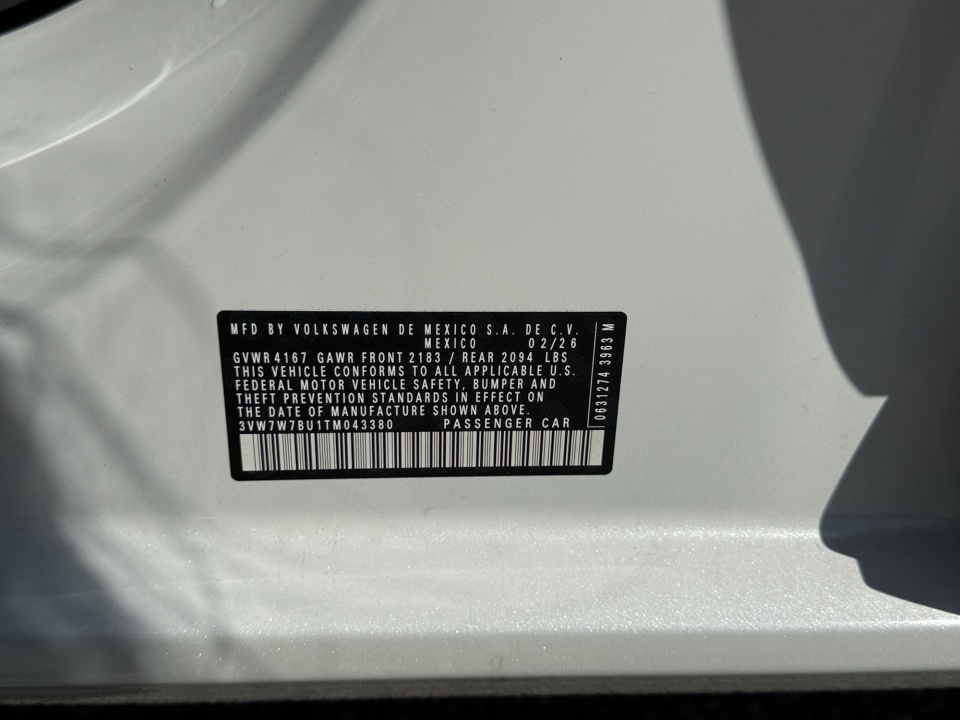 MFD BY VOLKSWAGEN DE MEXICO S.A. DE C.V.
MEXICO 02/26
GVWR 4167 GAWR FRONT 2183 / REAR 2094 LBS
THIS VEHICLE CONFORMS TO ALL APPLICABLE U.S.
FEDERAL MOTOR VEHICLE SAFETY, BUMPER AND
THEFT PREVENTION STANDARDS IN EFFECT ON
THE DATE OF MANUFACTURE SHOWN ABOVE.
3VW7W7BU1TM043380 PASSENGER CAR
0631274 3963 M